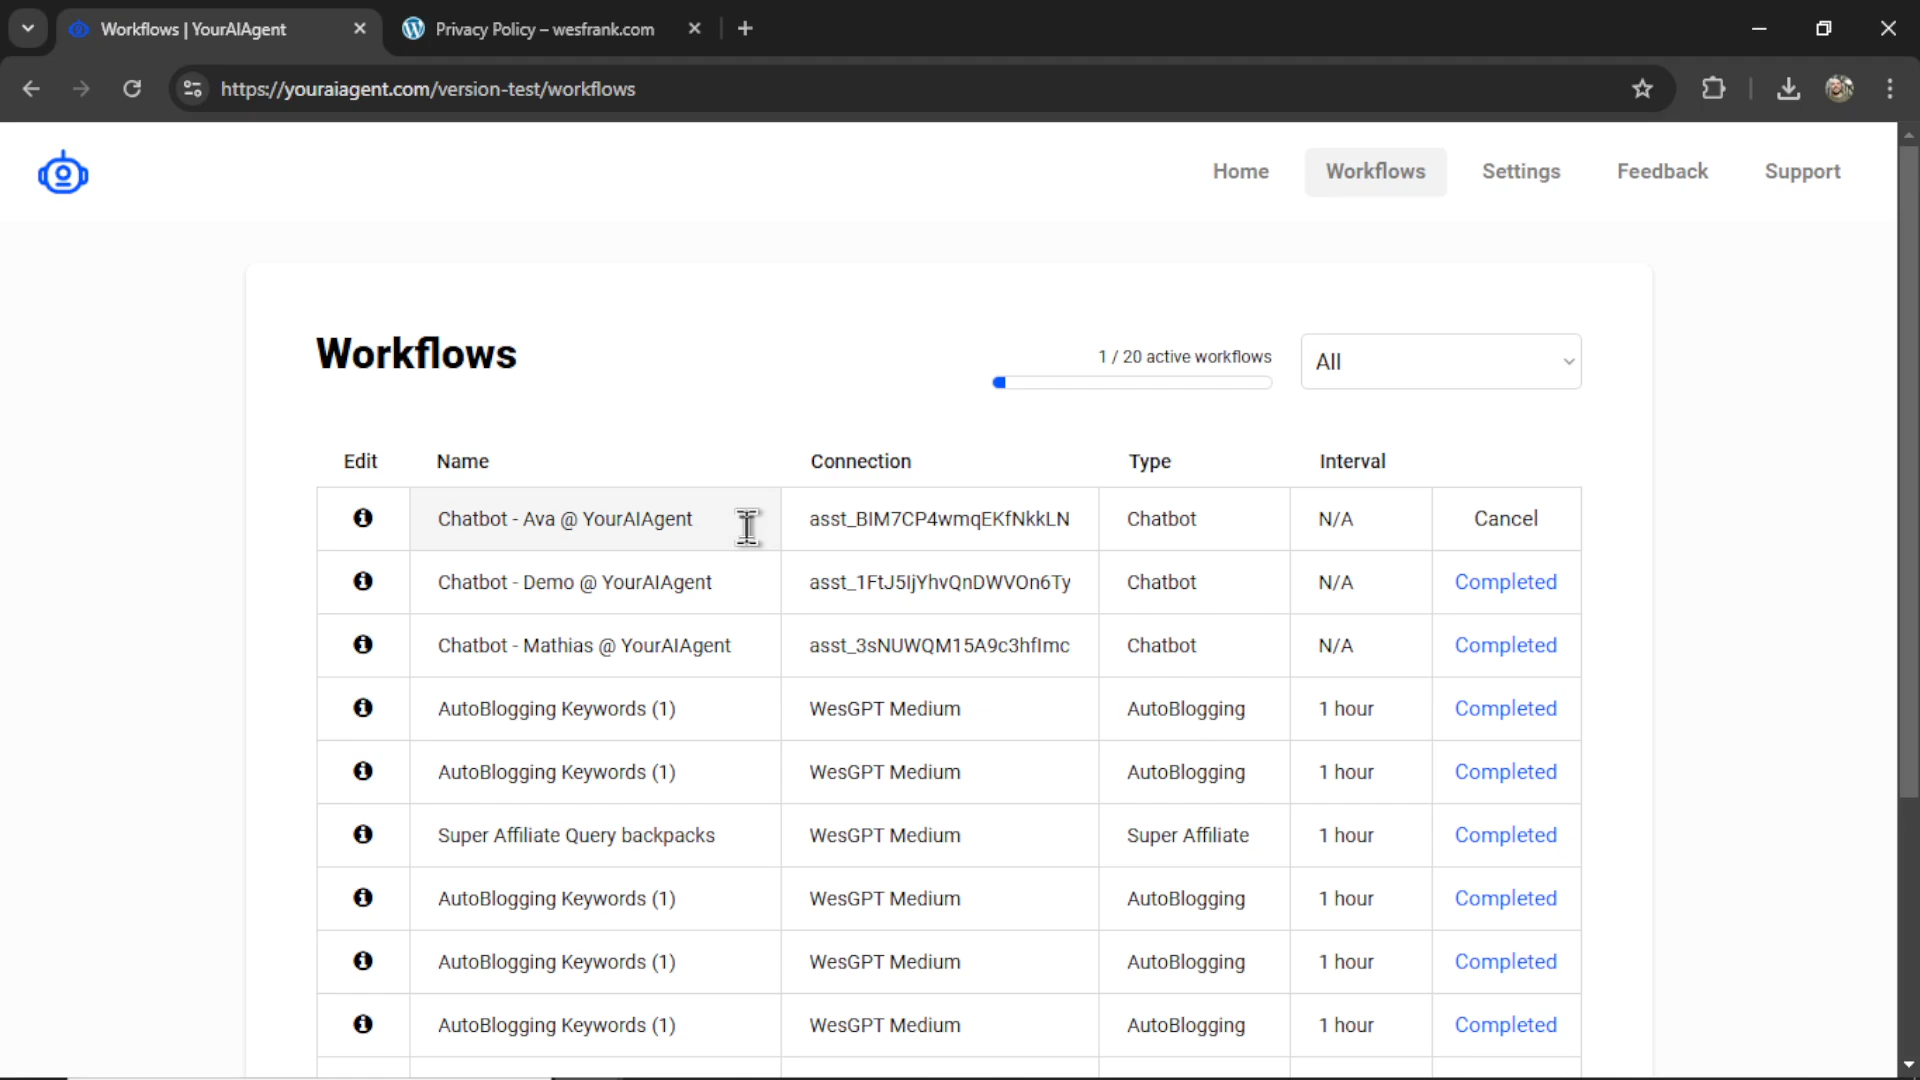 Workflows | YourAIAgent
Privacy Policy – wesfrank.com
https://youraiagent.com/version-test/workflows
Home
Workflows
Settings
Feedback
Support
Workflows
1 / 20 active workflows
All
Edit Name Connection Type Interval
Chatbot - Ava @ YourAIAgent asst_BIM7CP4wmqEKfNkkLN Chatbot N/A Cancel
Chatbot - Demo @ YourAIAgent asst_1FtJ5IjYhvQnDWVOn6Ty Chatbot N/A Completed
Chatbot - Mathias @ YourAIAgent asst_3sNUWQM15A9c3hfImc Chatbot N/A Completed
AutoBlogging Keywords (1) WesGPT Medium AutoBlogging 1 hour Completed
AutoBlogging Keywords (1) WesGPT Medium AutoBlogging 1 hour Completed
Super Affiliate Query backpacks WesGPT Medium Super Affiliate 1 hour Completed
AutoBlogging Keywords (1) WesGPT Medium AutoBlogging 1 hour Completed
AutoBlogging Keywords (1) WesGPT Medium AutoBlogging 1 hour Completed
AutoBlogging Keywords (1) WesGPT Medium AutoBlogging 1 hour Completed